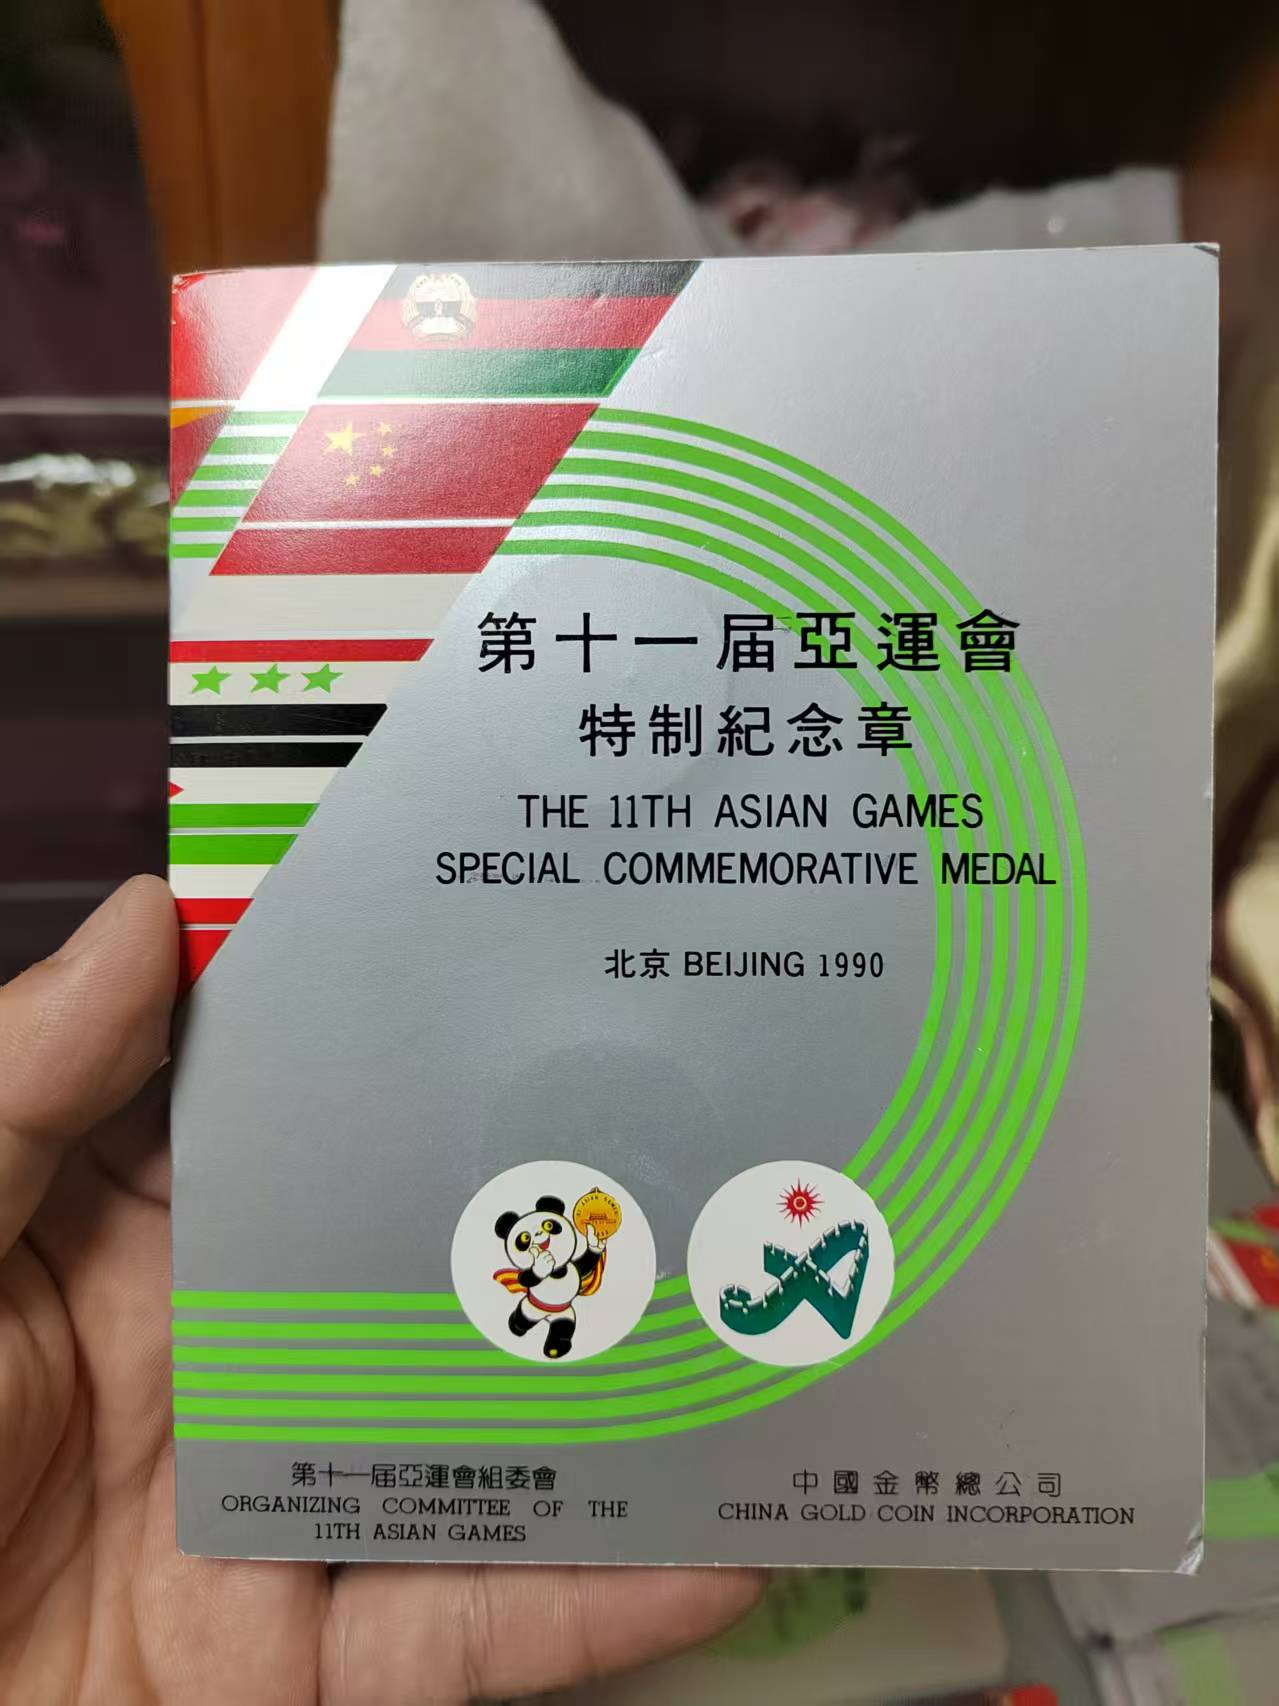 第十一届亞運會
特制紀念章
THE 11TH ASIAN GAMES
SPECIAL COMMEMORATIVE MEDAL
北京 BEIJING 1990
第十一届亞運會組委會
ORGANIZING COMMITTEE OF THE
11TH ASIAN GAMES
中國金幣總公司
CHINA GOLD COIN INCORPORATION